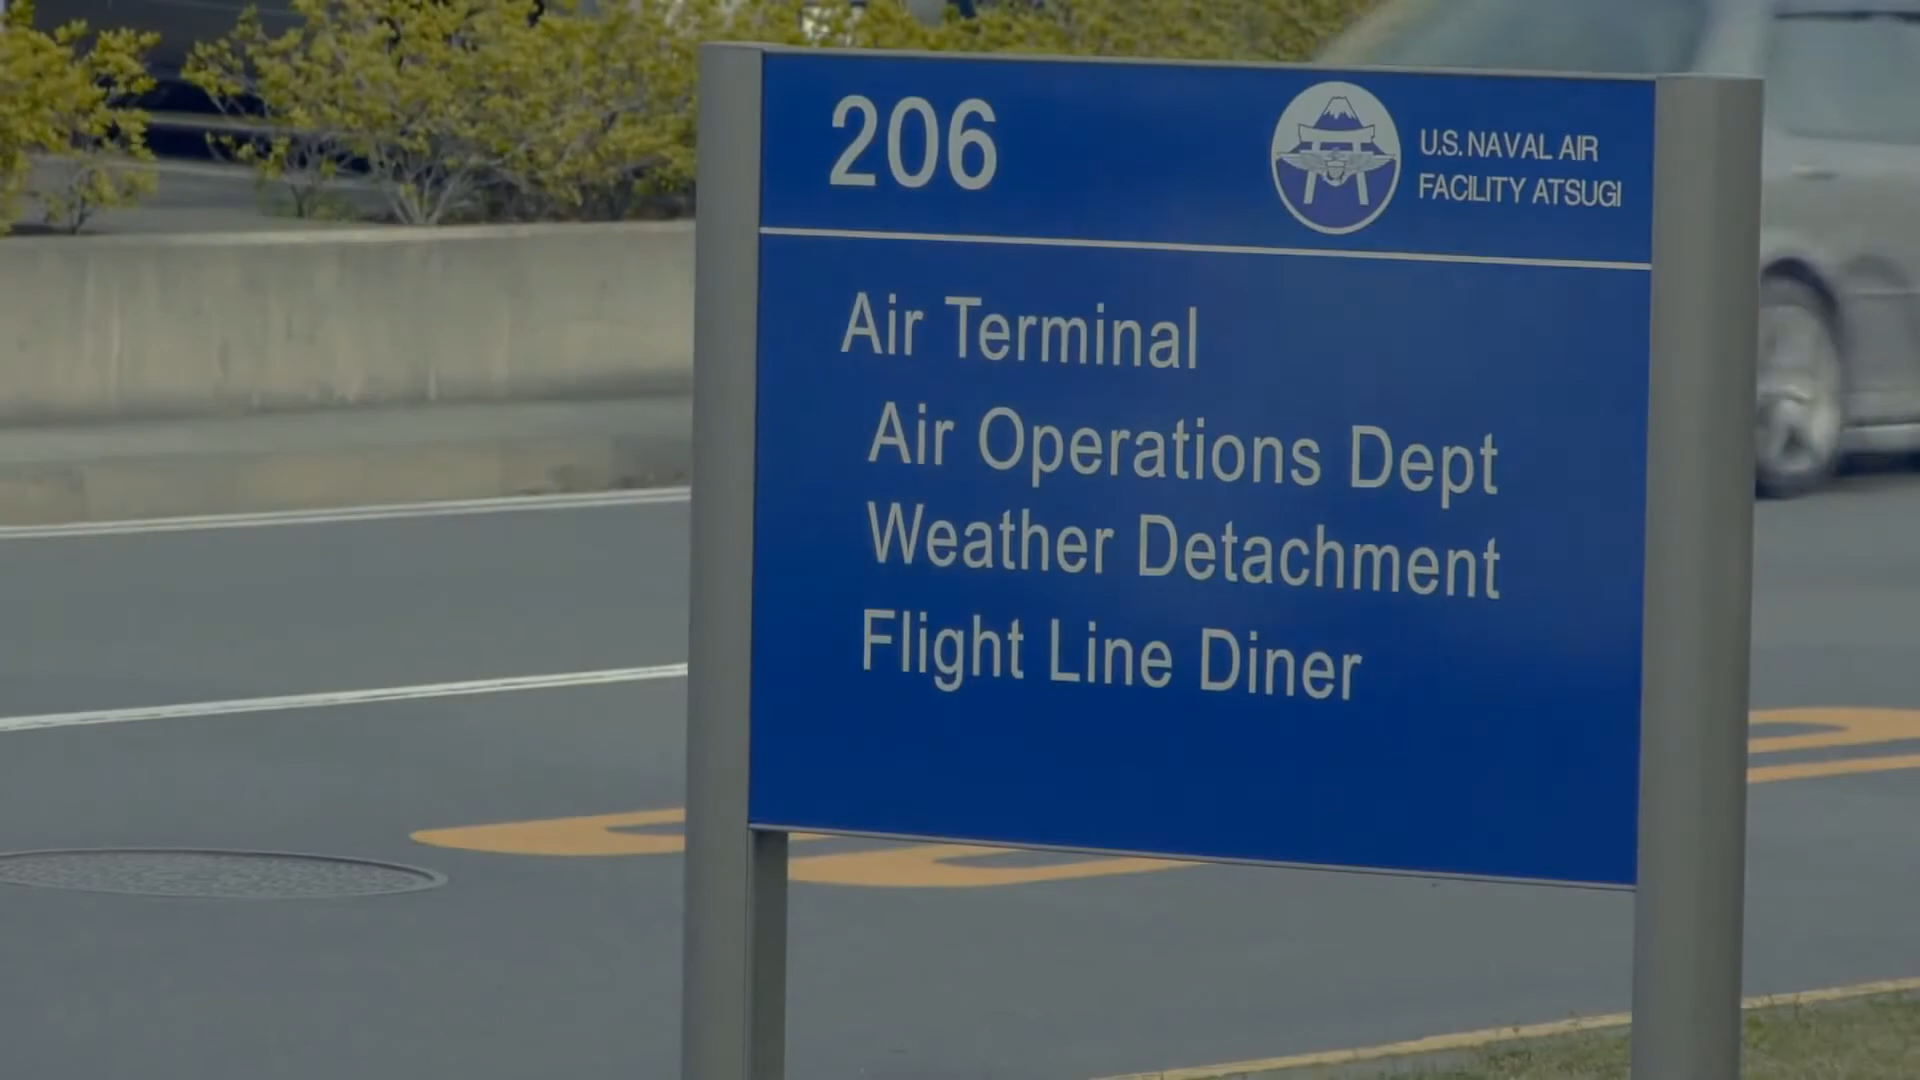 206
U.S. NAVAL AIR
FACILITY ATSUGI
Air Terminal
Air Operations Dept
Weather Detachment
Flight Line Diner